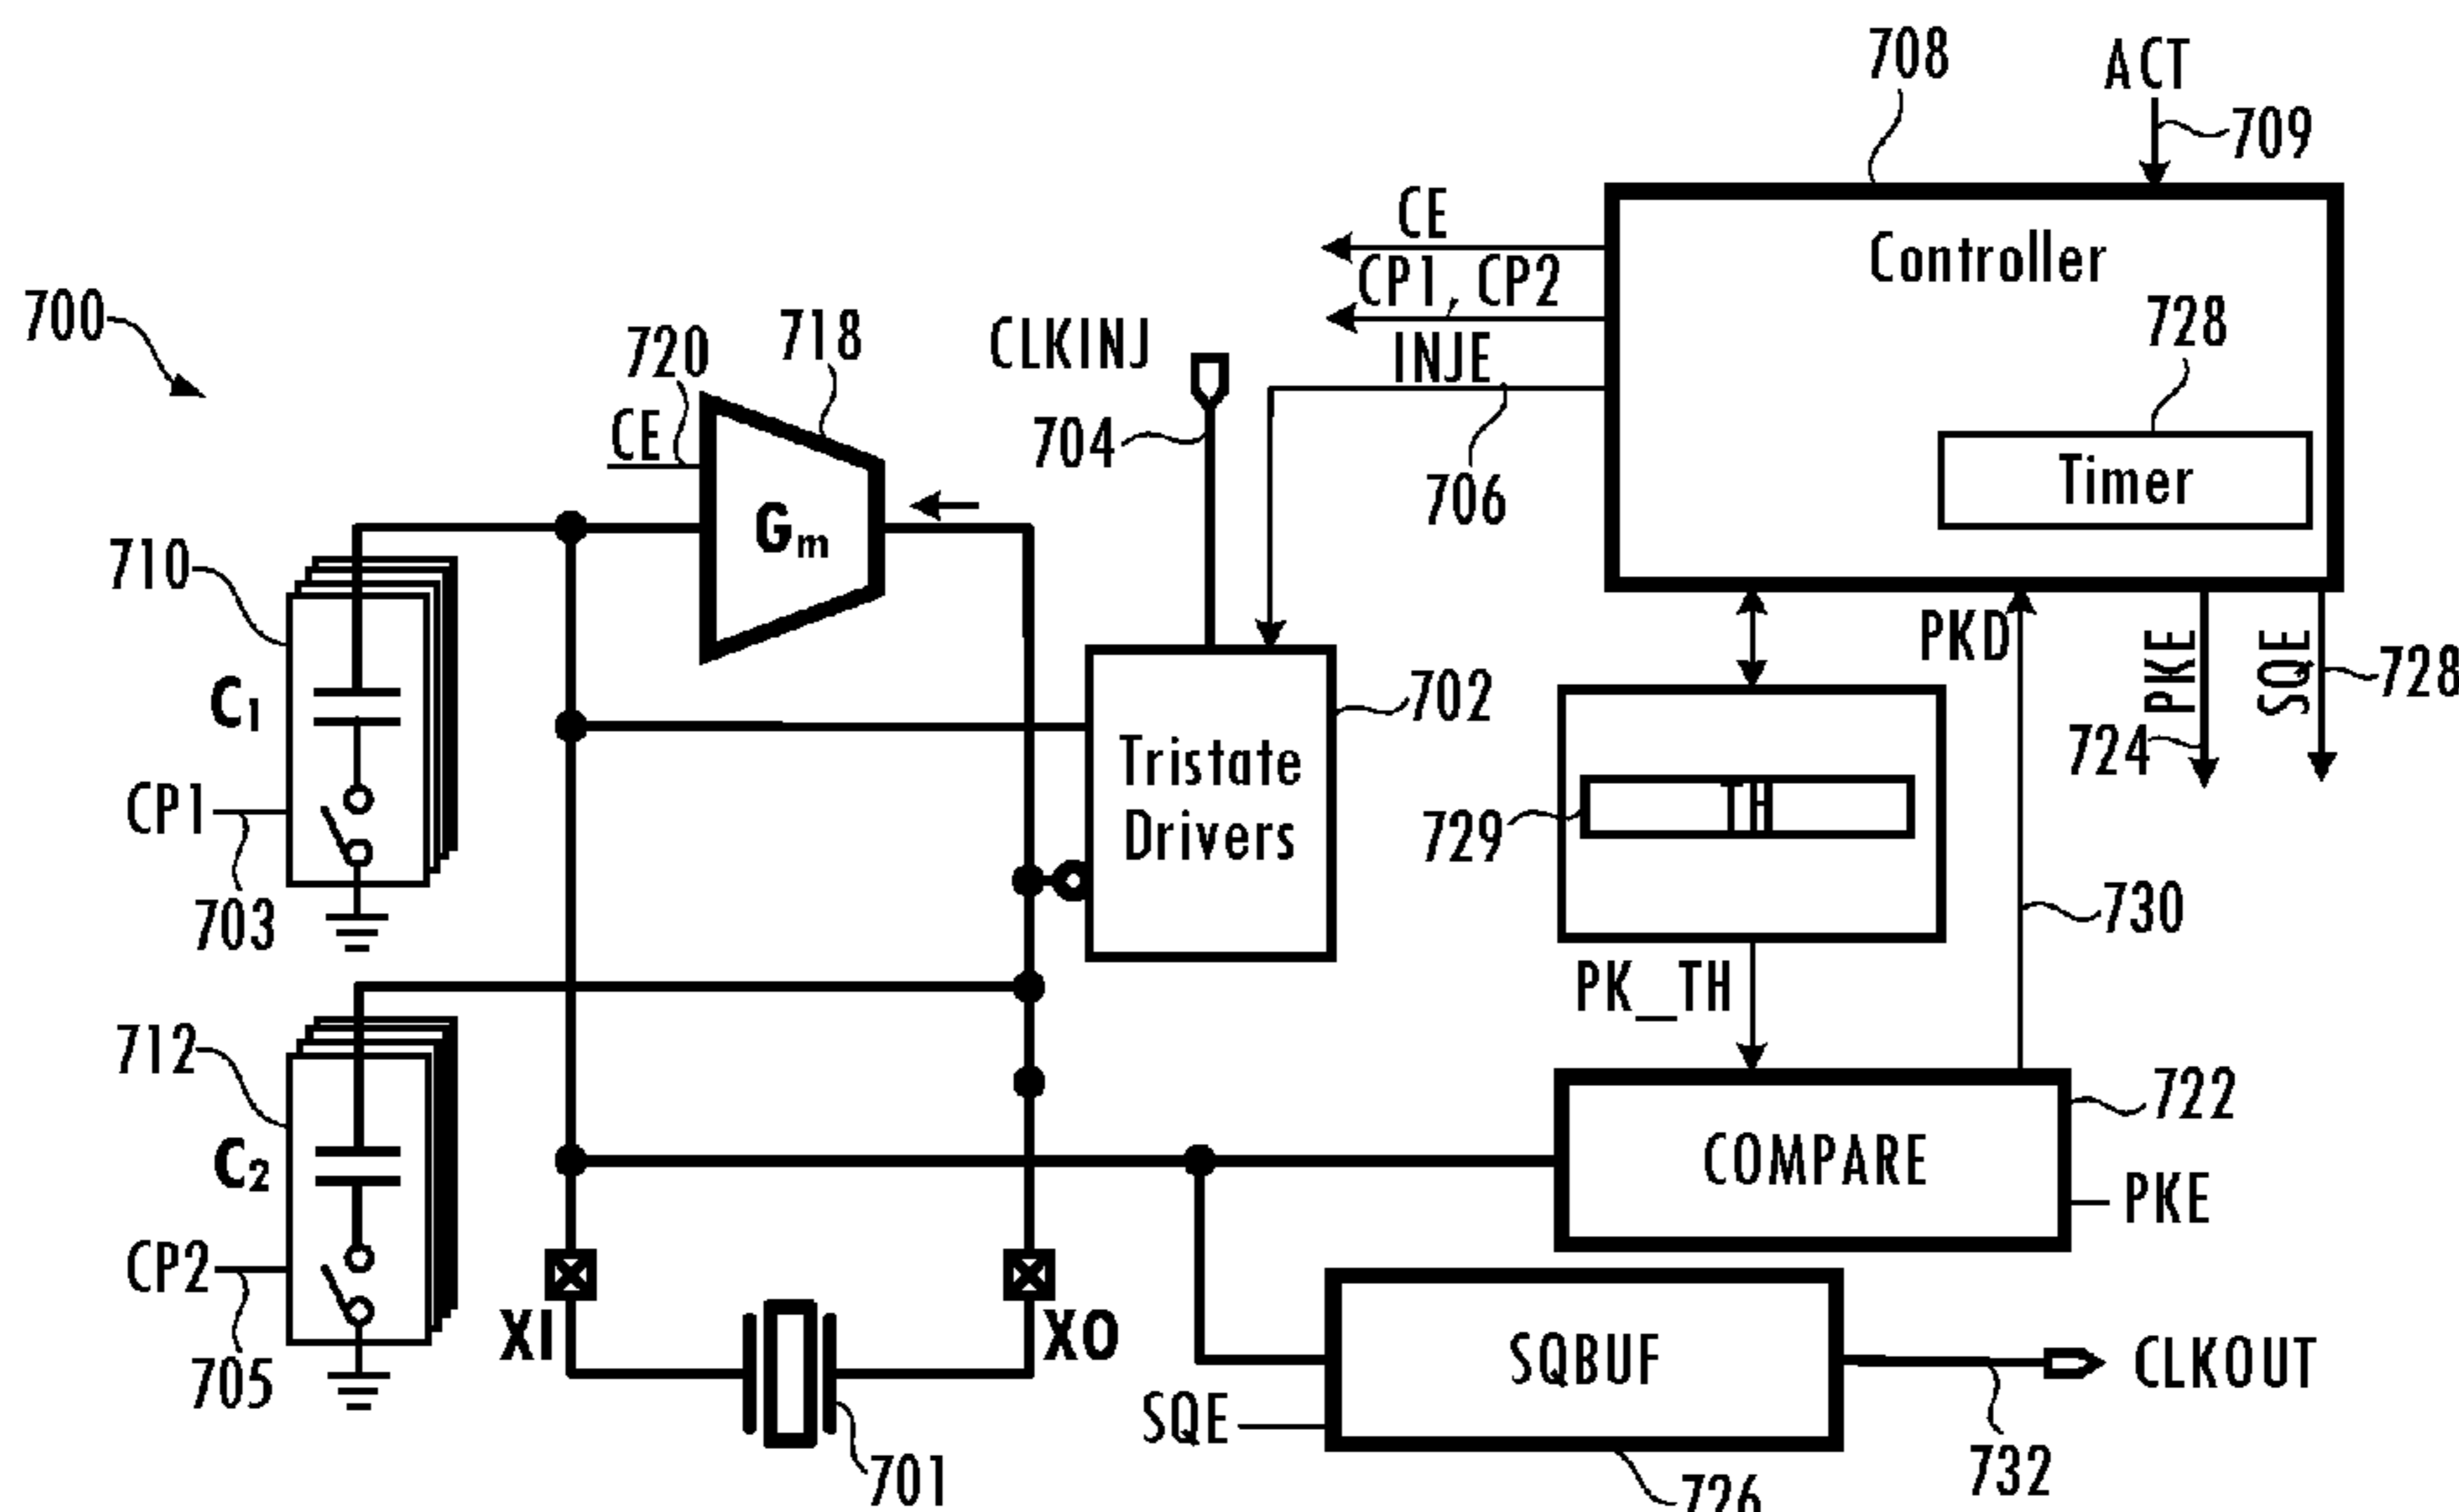 708
ACT
709
CE
Controller
CP1, CP2
700
718
CLKINJ
728
720
INJE
CE
704
Timer
706
Gm
710
PKD
PKE
SQE
728
702
C1
Tristate
Drivers
724
TH
729
CP1
703
730
PK_TH
712
722
C2
COMPARE
PKE
CP2
XI
XO
SQBUF
CLKOUT
705
SQE
701
732
726